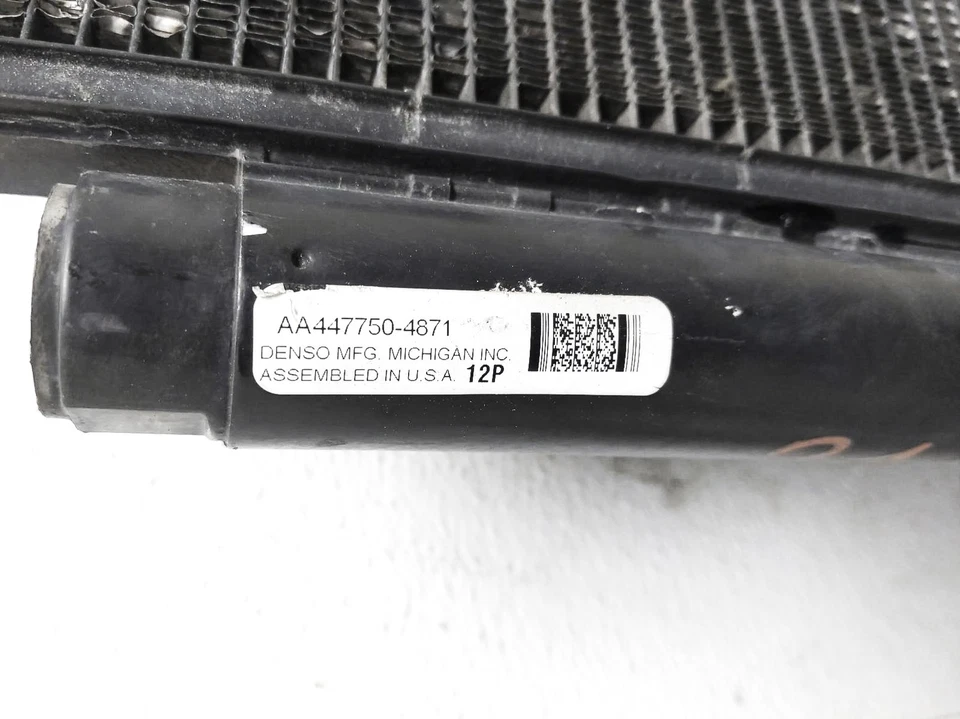 AA447750-4871
DENSO MFG. MICHIGAN INC.
ASSEMBLED IN U.S.A. 12P